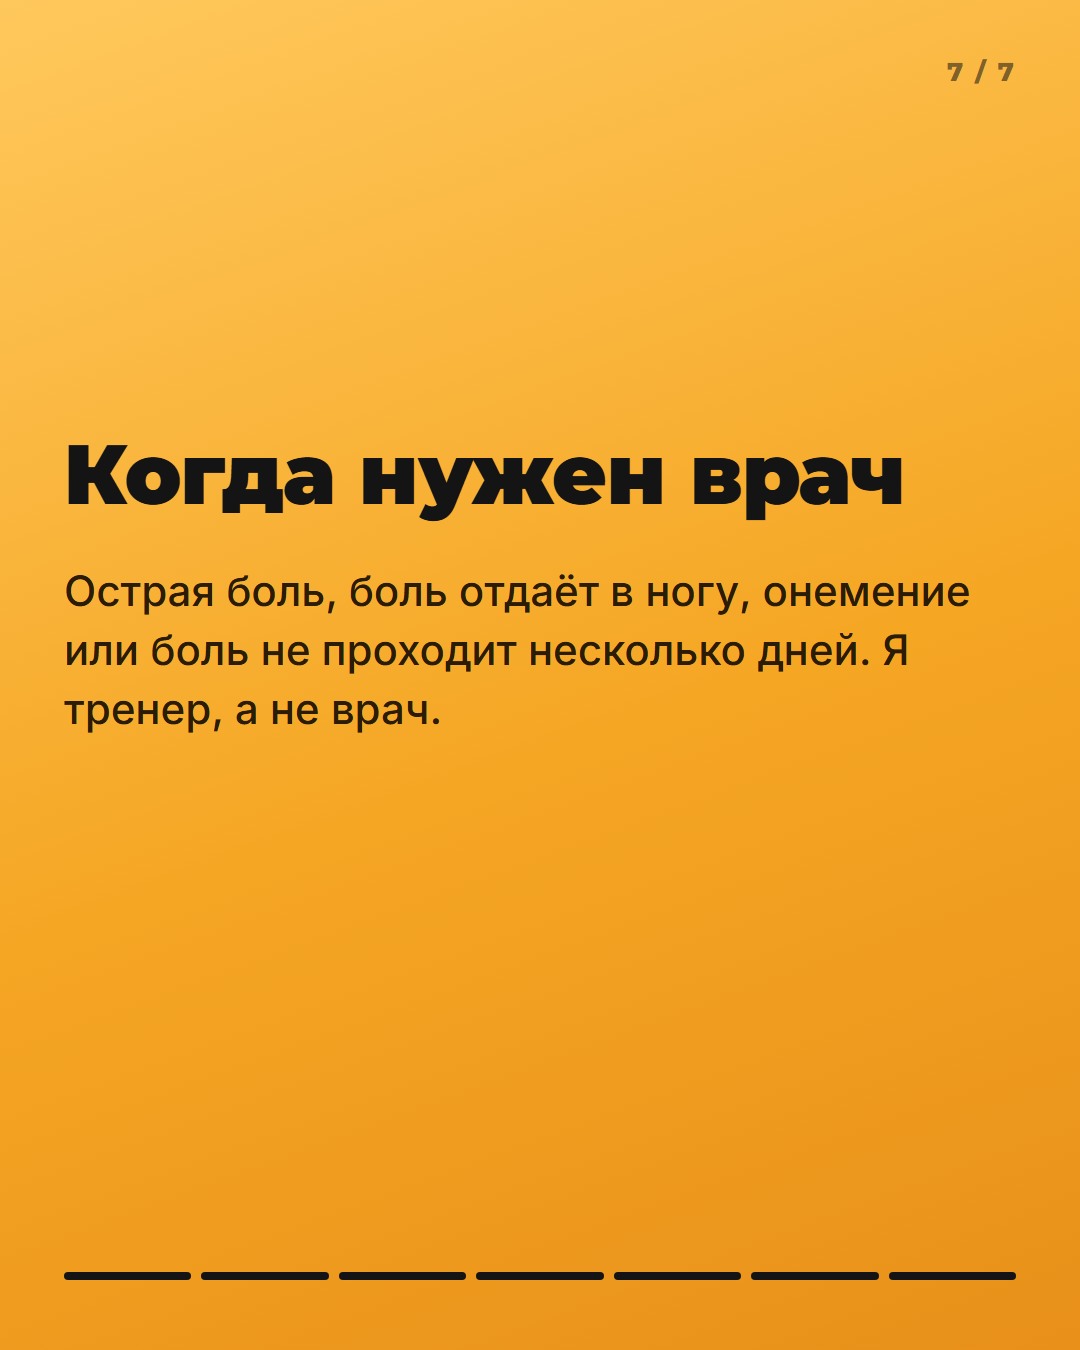 7 / 7
Когда нужен врач
Острая боль, боль отдаёт в ногу, онемение
или боль не проходит несколько дней. Я
тренер, а не врач.